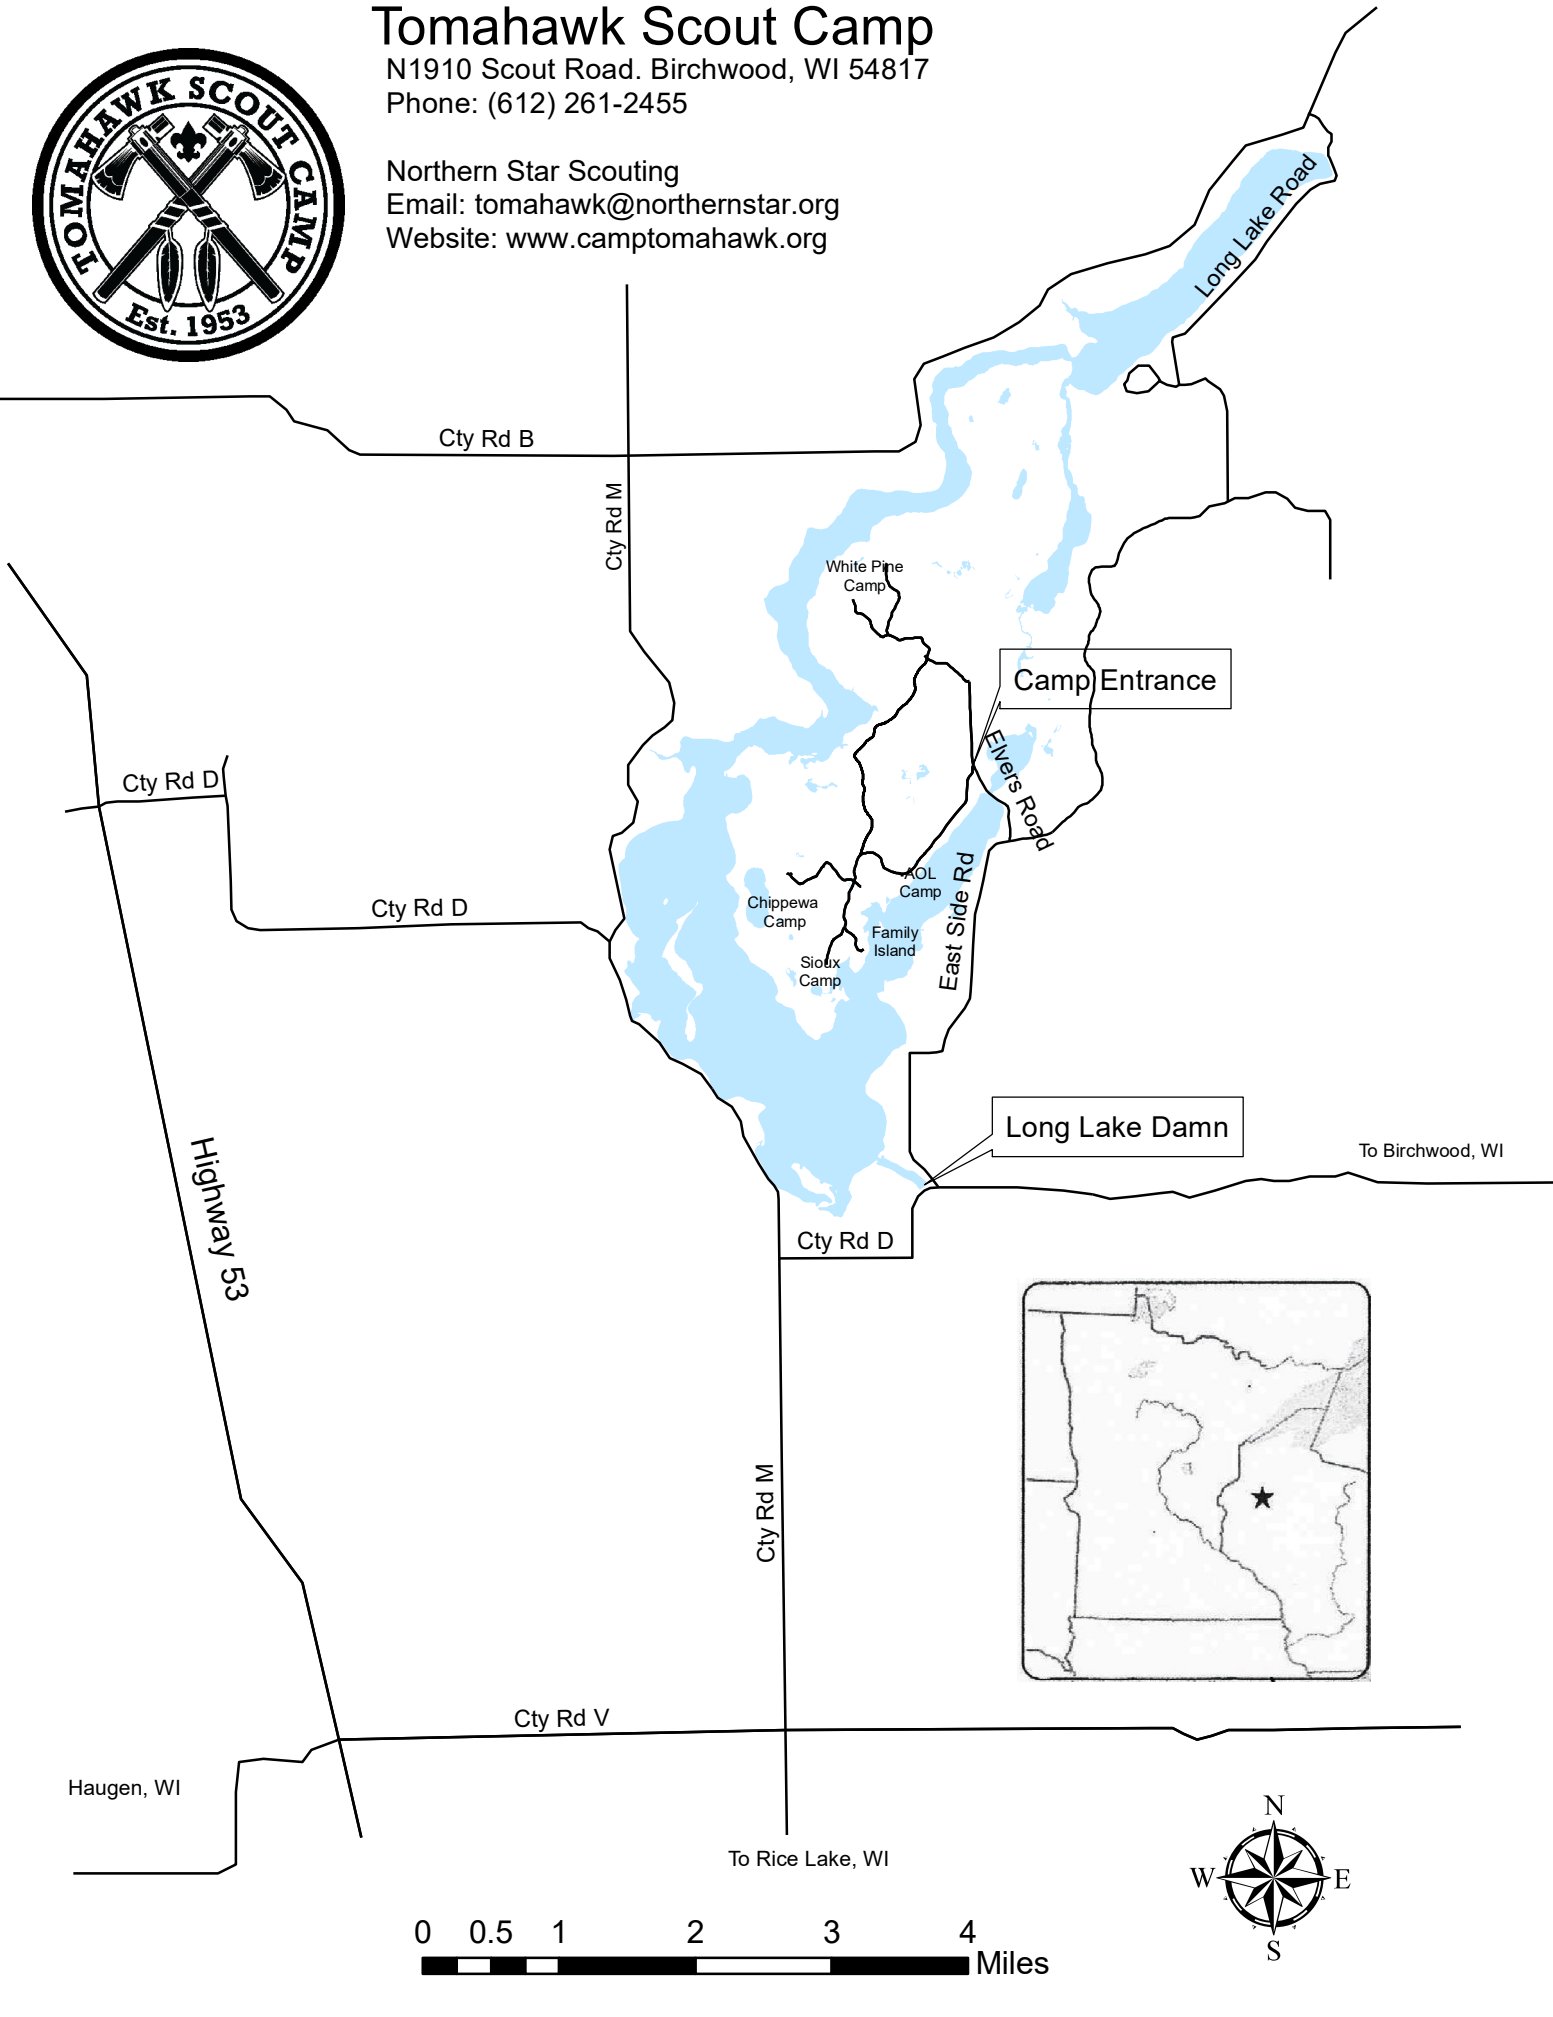 Tomahawk Scout Camp
N1910 Scout Road. Birchwood, WI 54817
Phone: (612) 261-2455
Northern Star Scouting
Email: tomahawk@northernstar.org
Website: www.camptomahawk.org
TOMAHAWK SCOUT CAMP
Est. 1953
Long Lake Road
Cty Rd B
Cty Rd M
White Pine
Camp
Camp Entrance
Elvers Road
Cty Rd D
Cty Rd D
AOL
Camp
Chippewa
Camp
Family
Island
East Side Rd
Sioux
Camp
Long Lake Damn
To Birchwood, WI
Highway 53
Cty Rd D
Cty Rd M
Cty Rd V
Haugen, WI
To Rice Lake, WI
N
W E
S
0 0.5 1 2 3 4
Miles